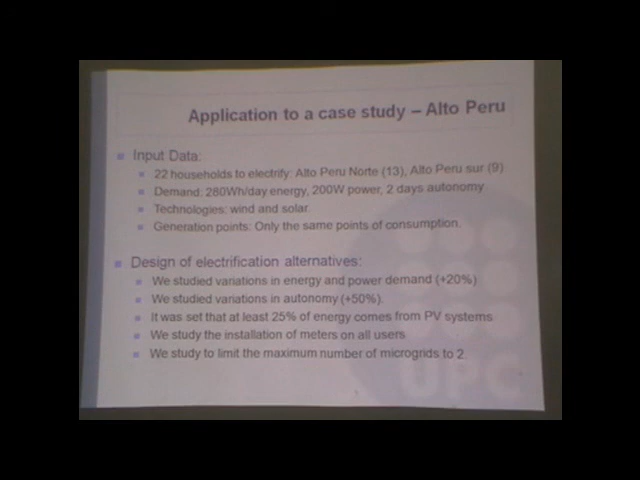 Application to a case study – Alto Peru
Input Data:
22 households to electrify: Alto Peru Norte (13), Alto Peru sur (9)
Demand: 280Wh/day energy, 200W power, 2 days autonomy
Technologies: wind and solar.
Generation points: Only the same points of consumption.
Design of electrification alternatives:
We studied variations in energy and power demand (+20%)
We studied variations in autonomy (+50%).
It was set that at least 25% of energy comes from PV systems
We study the installation of meters on all users
We study to limit the maximum number of microgrids to 2
UPC